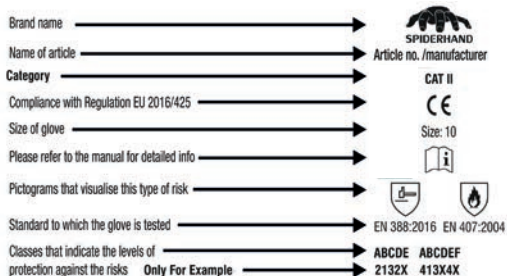 Brand name
SPIDERHAND
Name of article
Article no. /manufacturer
Category
CAT II
Compliance with Regulation EU 2016/425
CE
Size of glove
Size: 10
Please refer to the manual for detailed info
i
Pictograms that visualise this type of risk
Standard to which the glove is tested
EN 388:2016 EN 407:2004
Classes that indicate the levels of
ABCDE ABCDEF
protection against the risks Only For Example
2132X 413X4X